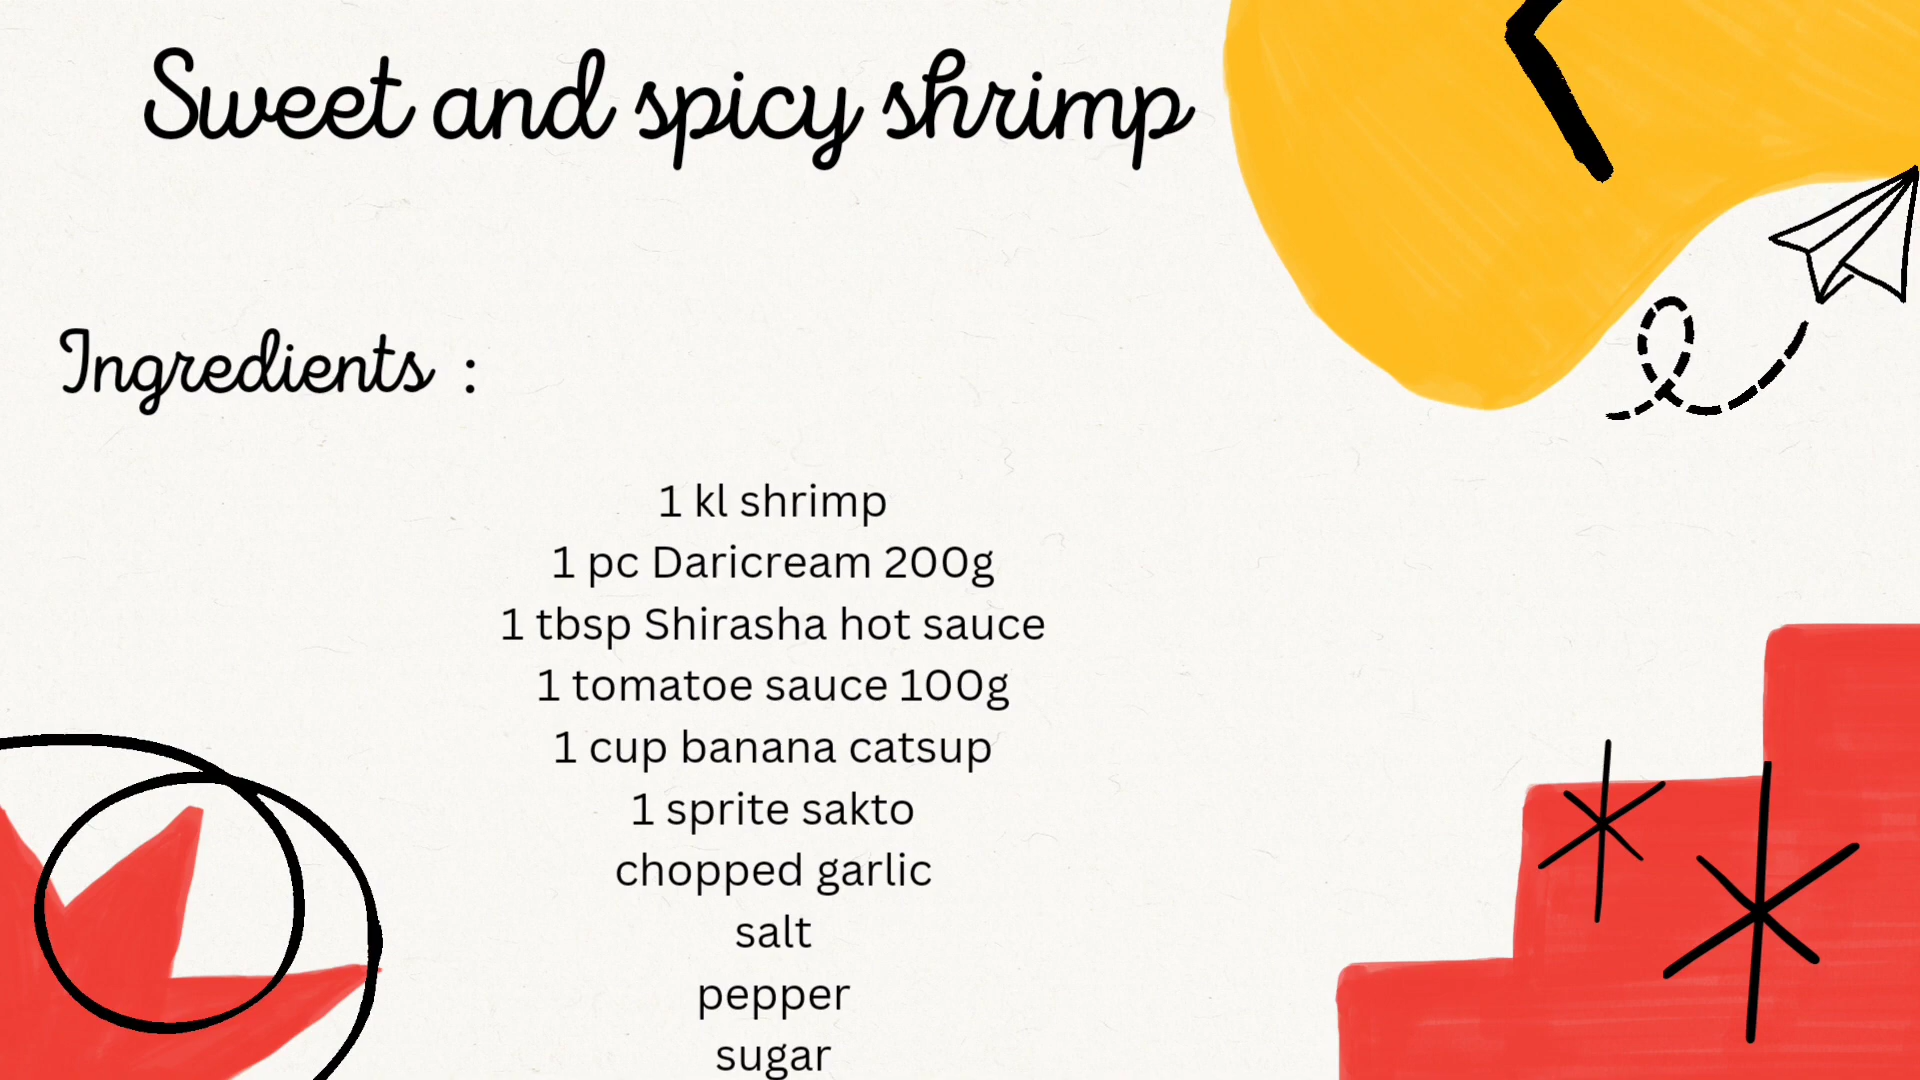 Sweet and spicy shrimp
Ingredients :
1 kl shrimp
1 pc Daricream 200g
1 tbsp Shirasha hot sauce
1 tomatoe sauce 100g
1 cup banana catsup
1 sprite sakto
chopped garlic
salt
pepper
sugar